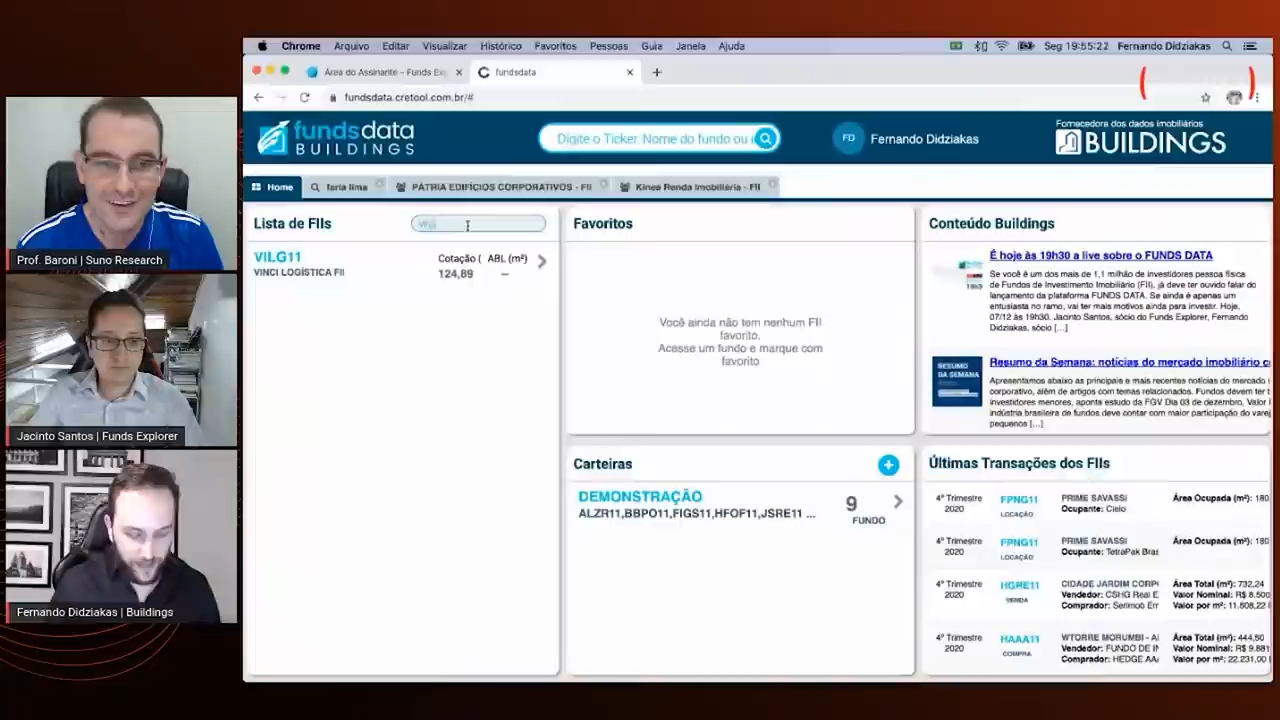 Chrome Arquivo Editar Visualizar Histórico Favoritos Pessoas Guia Janela Ajuda
Seg 19:55:22 Fernando Didziakas
Área do Assinante - Funds Ex
fundsdata
fundsdata.cretool.com.br/#
fundsdata
BUILDINGS
Digite o Ticker, Nome do fundo ou i
FD Fernando Didziakas
Fornecedora dos dados imobiliários
BUILDINGS
Home
faria lima
PÁTRIA EDIFÍCIOS CORPORATIVOS - FII
Kinea Renda Imobiliária - FII
Lista de FIIs
VILG11
VINCI LOGÍSTICA FII
Cotação ( ABL (m²)
124,89 –
Favoritos
Você ainda não tem nenhum FII
favorito.
Acesse um fundo e marque com
favorito
Carteiras
DEMONSTRAÇÃO
ALZR11,BBPO11,FIGS11,HFOF11,JSRE11 ...
9
FUNDO
Conteúdo Buildings
É hoje às 19h30 a live sobre o FUNDS DATA
Se você é um dos mais de 1,1 milhão de investidores pessoa física
de Fundos de Investimento Imobiliário (FII), já deve ter ouvido falar do
lançamento da plataforma FUNDS DATA. Se ainda é apenas um
entusiasta no ramo, vai ter mais motivos ainda para investir. Hoje,
07/12 às 19h30. Jacinto Santos, sócio do Funds Explorer, Fernando
Didziakas, sócio [...]
RESUMO
DA SEMANA
Resumo da Semana: notícias do mercado imobiliário c
Apresentamos abaixo as principais e mais recentes notícias do mercado
corporativo, além de artigos com temas relacionados. Fundos devem ter
investidores menores, aponta estudo da FGV Dia 03 de dezembro, Valor
indústria brasileira de fundos deve contar com maior participação do varej
pequenos [...]
Últimas Transações dos FIIs
4º Trimestre
2020
FPNG11
LOCAÇÃO
PRIME SAVASSI
Ocupante: Cielo
Área Ocupada (m²): 180
4º Trimestre
2020
FPNG11
LOCAÇÃO
PRIME SAVASSI
Ocupante: TetraPak Bras
Área Ocupada (m²): 180
4º Trimestre
2020
HGRE11
VENDA
CIDADE JARDIM CORP
Vendedor: CSHG Real E
Comprador: Serimob Em
Área Total (m²): 732,24
Valor Nominal: R$ 8.500
Valor por m²: 11.608,22
4º Trimestre
2020
HAAA11
COMPRA
WTORRE MORUMBI - A
Vendedor: FUNDO DE IN
Comprador: HEDGE AA
Área Total (m²): 444,50
Valor Nominal: R$ 9.881
Valor por m²: 22.231,00
Prof. Baroni | Suno Research
Jacinto Santos | Funds Explorer
Fernando Didziakas | Buildings